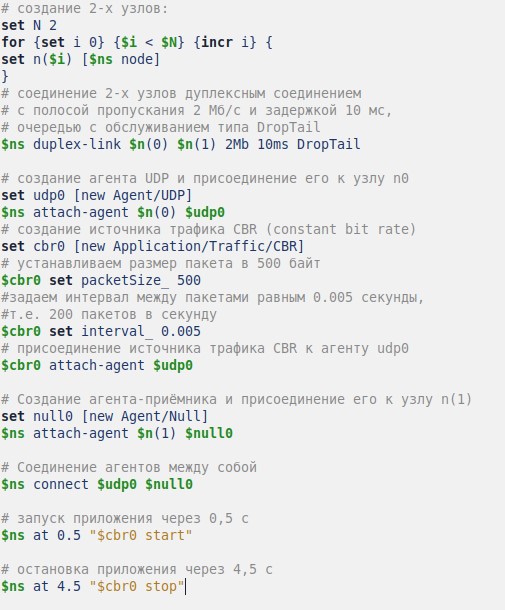 # создание 2-х узлов:
set N 2
for {set i 0} {$i < $N} {incr i} {
set n($i) [$ns node]
}
# соединение 2-х узлов дуплексным соединением
# с полосой пропускания 2 Мб/с и задержкой 10 мс,
# очередью с обслуживанием типа DropTail
$ns duplex-link $n(0) $n(1) 2Mb 10ms DropTail
# создание агента UDP и присоединение его к узлу n0
set udp0 [new Agent/UDP]
$ns attach-agent $n(0) $udp0
# создание источника трафика CBR (constant bit rate)
set cbr0 [new Application/Traffic/CBR]
# устанавливаем размер пакета в 500 байт
$cbr0 set packetSize_ 500
#задаем интервал между пакетами равным 0.005 секунды,
#т.е. 200 пакетов в секунду
$cbr0 set interval_ 0.005
# присоединение источника трафика CBR к агенту udp0
$cbr0 attach-agent $udp0
# Создание агента-приёмника и присоединение его к узлу n(1)
set null0 [new Agent/Null]
$ns attach-agent $n(1) $null0
# Соединение агентов между собой
$ns connect $udp0 $null0
# запуск приложения через 0,5 с
$ns at 0.5 "$cbr0 start"
# остановка приложения через 4,5 с
$ns at 4.5 "$cbr0 stop"